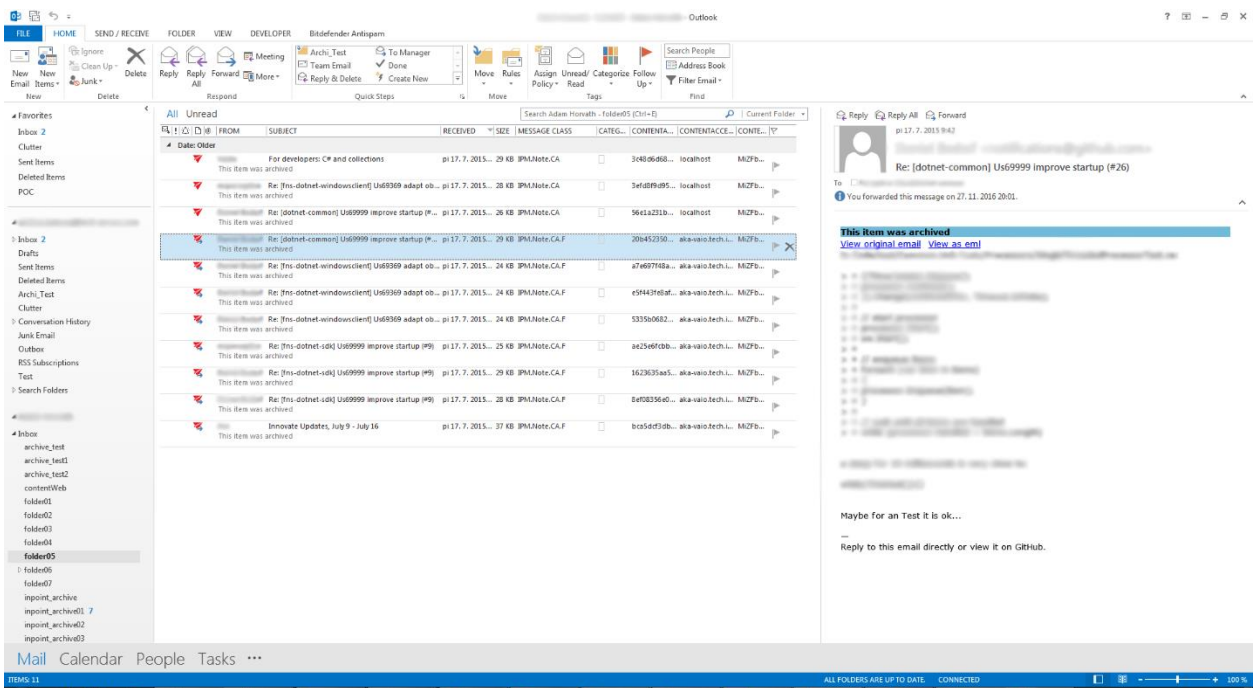 - Outlook
FILE HOME SEND / RECEIVE FOLDER VIEW DEVELOPER Bitdefender Antispam
New Email
New Items
Ignore
Clean Up
Junk
Delete
Reply
Reply All
Forward
Meeting
More
Archi_Test
Team Email
Reply & Delete
To Manager
Done
Create New
Move
Rules
Assign Policy
Unread/ Read
Categorize
Follow Up
Search People
Address Book
Filter Email
New Delete Respond Quick Steps Move Tags Find
Favorites
Inbox 2
Clutter
Sent Items
Deleted Items
POC
Inbox 2
Drafts
Sent Items
Deleted Items
Archi_Test
Clutter
Conversation History
Junk Email
Outbox
RSS Subscriptions
Test
Search Folders
Inbox
archive_test
archive_test1
archive_test2
contentWeb
folder01
folder02
folder03
folder04
folder05
folder06
folder07
inpoint_archive
inpoint_archive01 7
inpoint_archive02
inpoint_archive03
All Unread
Search Adam Horvath - folder05 (Ctrl+E) Current Folder
FROM SUBJECT RECEIVED SIZE MESSAGE CLASS CATEG... CONTENTA... CONTENTACCE... CONTE...
Date: Older
For developers: C# and collections pi 17. 7. 2015... 29 KB IPM.Note.CA 3c48d6d68... localhost MiZFb...
This item was archived
Re: [fns-dotnet-windowsclient] Us69369 adapt ob... pi 17. 7. 2015... 28 KB IPM.Note.CA 3efd8f9d95... localhost MiZFb...
This item was archived
Re: [dotnet-common] Us69999 improve startup (#... pi 17. 7. 2015... 26 KB IPM.Note.CA 56e1a231b... localhost MiZFb...
This item was archived
Re: [dotnet-common] Us69999 improve startup (#... pi 17. 7. 2015... 29 KB IPM.Note.CA.F 20b452350... aka-vaio.tech.i... MiZFb...
This item was archived
Re: [fns-dotnet-windowsclient] Us69369 adapt ob... pi 17. 7. 2015... 24 KB IPM.Note.CA.F a7e697f48a... aka-vaio.tech.i... MiZFb...
This item was archived
Re: [fns-dotnet-windowsclient] Us69369 adapt ob... pi 17. 7. 2015... 24 KB IPM.Note.CA.F e5f443fe8af... aka-vaio.tech.i... MiZFb...
This item was archived
Re: [fns-dotnet-windowsclient] Us69369 adapt ob... pi 17. 7. 2015... 24 KB IPM.Note.CA.F 5335b0682... aka-vaio.tech.i... MiZFb...
This item was archived
Re: [fns-dotnet-sdk] Us69999 improve startup (#9) pi 17. 7. 2015... 25 KB IPM.Note.CA.F ae25e6fcbb... aka-vaio.tech.i... MiZFb...
This item was archived
Re: [fns-dotnet-sdk] Us69999 improve startup (#9) pi 17. 7. 2015... 29 KB IPM.Note.CA.F 1623635aa5... aka-vaio.tech.i... MiZFb...
This item was archived
Re: [fns-dotnet-sdk] Us69999 improve startup (#9) pi 17. 7. 2015... 28 KB IPM.Note.CA.F 8ef08356e0... aka-vaio.tech.i... MiZFb...
This item was archived
Innovate Updates, July 9 - July 16 pi 17. 7. 2015... 37 KB IPM.Note.CA.F bca5dcf3db... aka-vaio.tech.i... MiZFb...
This item was archived
Reply Reply All Forward
pi 17. 7. 2015 9:42
Re: [dotnet-common] Us69999 improve startup (#26)
To
You forwarded this message on 27. 11. 2016 20:01.
This item was archived
View original email View as eml
Maybe for an Test it is ok...
—
Reply to this email directly or view it on GitHub.
Mail Calendar People Tasks •••
ITEMS: 11 ALL FOLDERS ARE UP TO DATE. CONNECTED 100 %